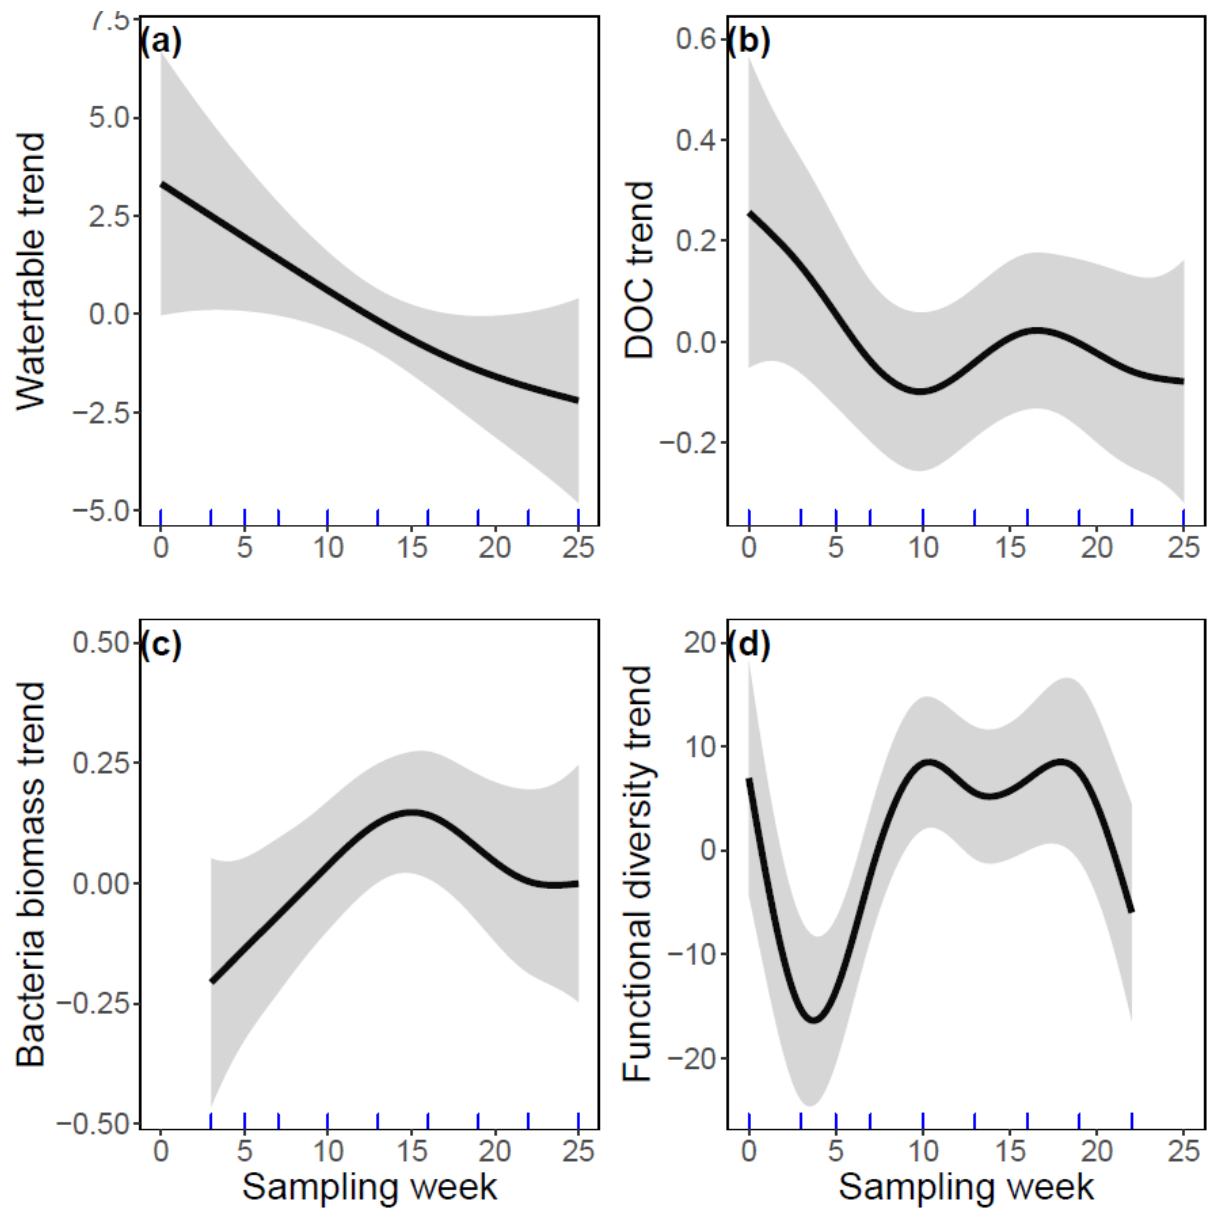 (a)
Watertable trend
7.5
5.0
2.5
0.0
−2.5
−5.0
0 5 10 15 20 25
(b)
DOC trend
0.6
0.4
0.2
0.0
−0.2
0 5 10 15 20 25
(c)
Bacteria biomass trend
0.50
0.25
0.00
−0.25
−0.50
0 5 10 15 20 25
Sampling week
(d)
Functional diversity trend
20
10
0
−10
−20
0 5 10 15 20 25
Sampling week